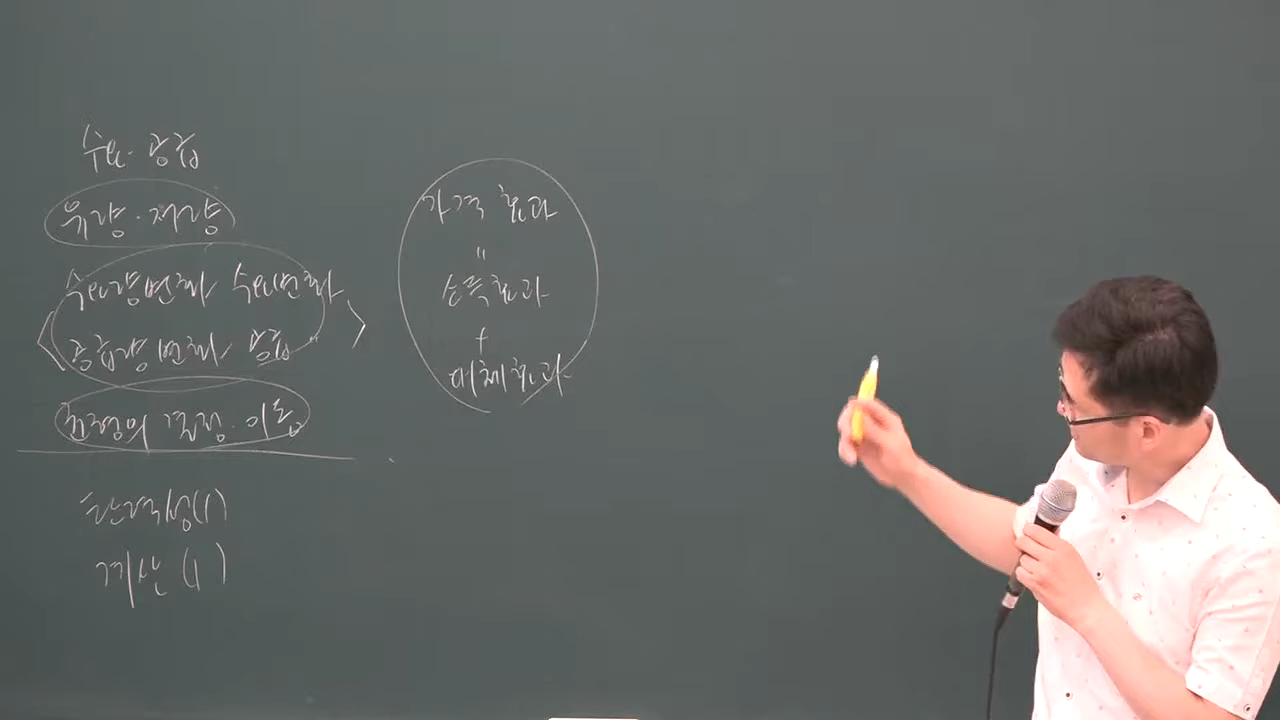 수요·공급
유량·저량
수요량변화 수요변화
공급량변화 공급
균형의 결정·이동
탄력성(1)
계산(1)
가격효과
"
소득효과
+
대체효과